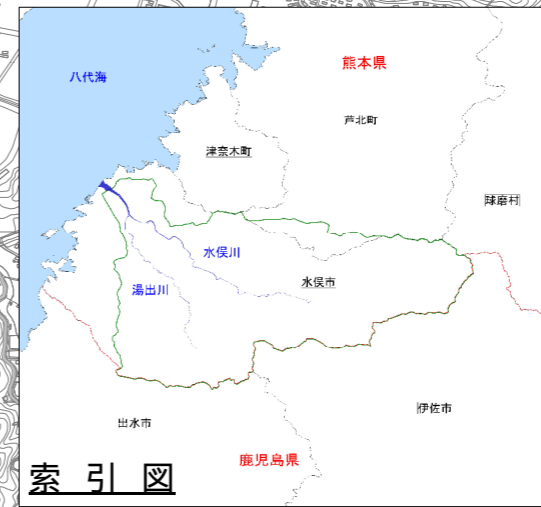 八代海
熊本県
芦北町
津奈木町
球磨村
水俣川
水俣市
湯出川
伊佐市
出水市
鹿児島県
索引図